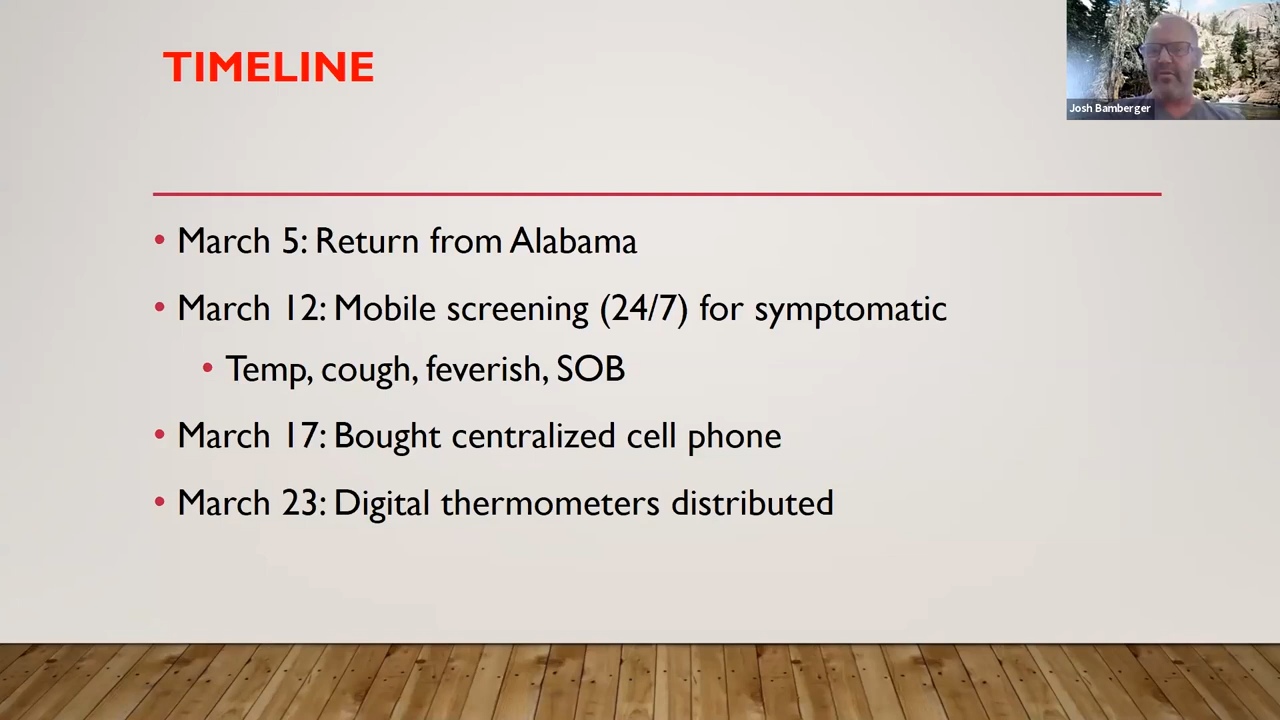 TIMELINE
Josh Bamberger
• March 5: Return from Alabama
• March 12: Mobile screening (24/7) for symptomatic
• Temp, cough, feverish, SOB
• March 17: Bought centralized cell phone
• March 23: Digital thermometers distributed